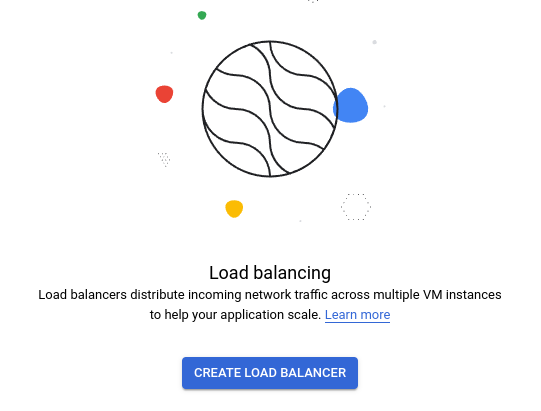 Load balancing
Load balancers distribute incoming network traffic across multiple VM instances
to help your application scale. Learn more
CREATE LOAD BALANCER